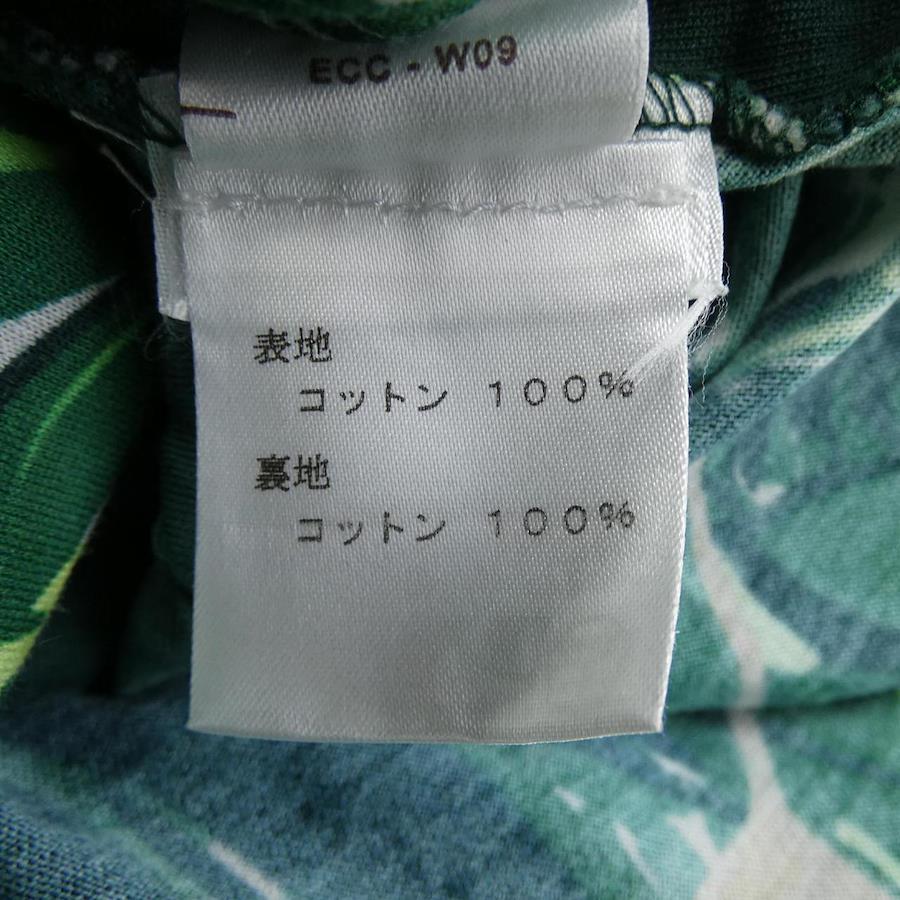 ECC - W09
表地
コットン １００％
裏地
コットン １００％